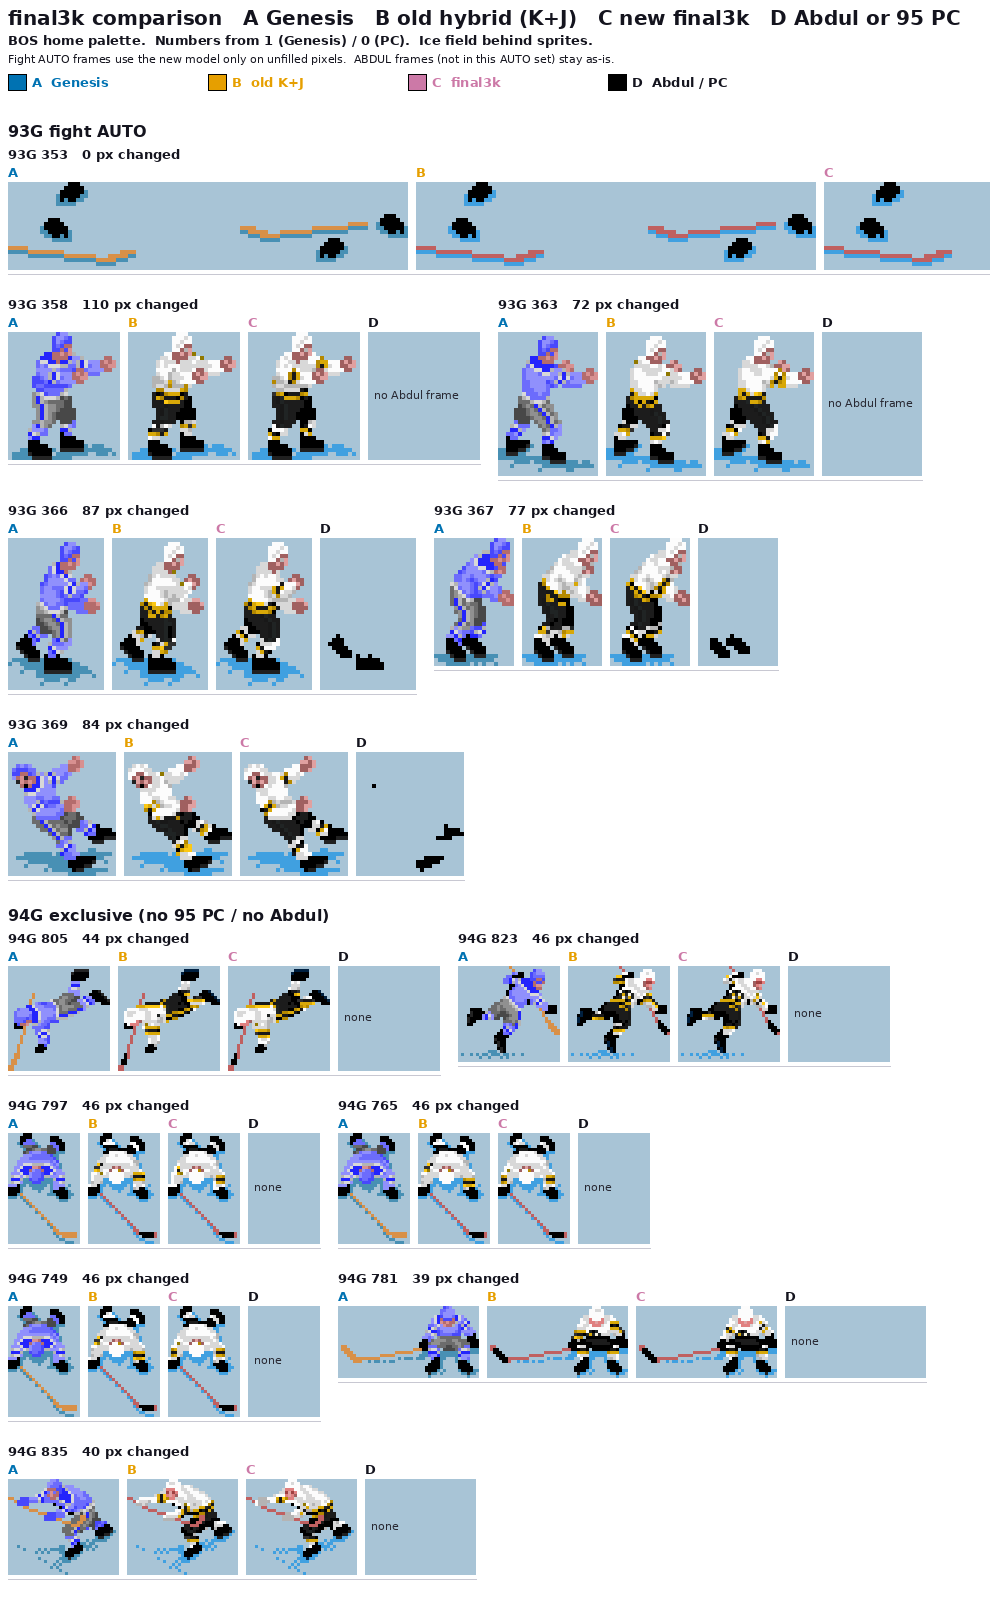 final3k comparison   A Genesis   B old hybrid (K+J)   C new final3k   D Abdul or 95 PC
BOS home palette.  Numbers from 1 (Genesis) / 0 (PC).  Ice field behind sprites.
Fight AUTO frames use the new model only on unfilled pixels.  ABDUL frames (not in this AUTO set) stay as-is.
A  Genesis   B  old K+J   C  final3k   D  Abdul / PC
93G fight AUTO
93G 353   0 px changed
A   B   C
93G 358   110 px changed   93G 363   72 px changed
A   B   C   D   A   B   C   D
no Abdul frame   no Abdul frame
93G 366   87 px changed   93G 367   77 px changed
A   B   C   D   A   B   C   D
93G 369   84 px changed
A   B   C   D
94G exclusive (no 95 PC / no Abdul)
94G 805   44 px changed   94G 823   46 px changed
A   B   C   D   A   B   C   D
none   none
94G 797   46 px changed   94G 765   46 px changed
A   B   C   D   A   B   C   D
none   none
94G 749   46 px changed   94G 781   39 px changed
A   B   C   D   A   B   C   D
none   none
94G 835   40 px changed
A   B   C   D
none